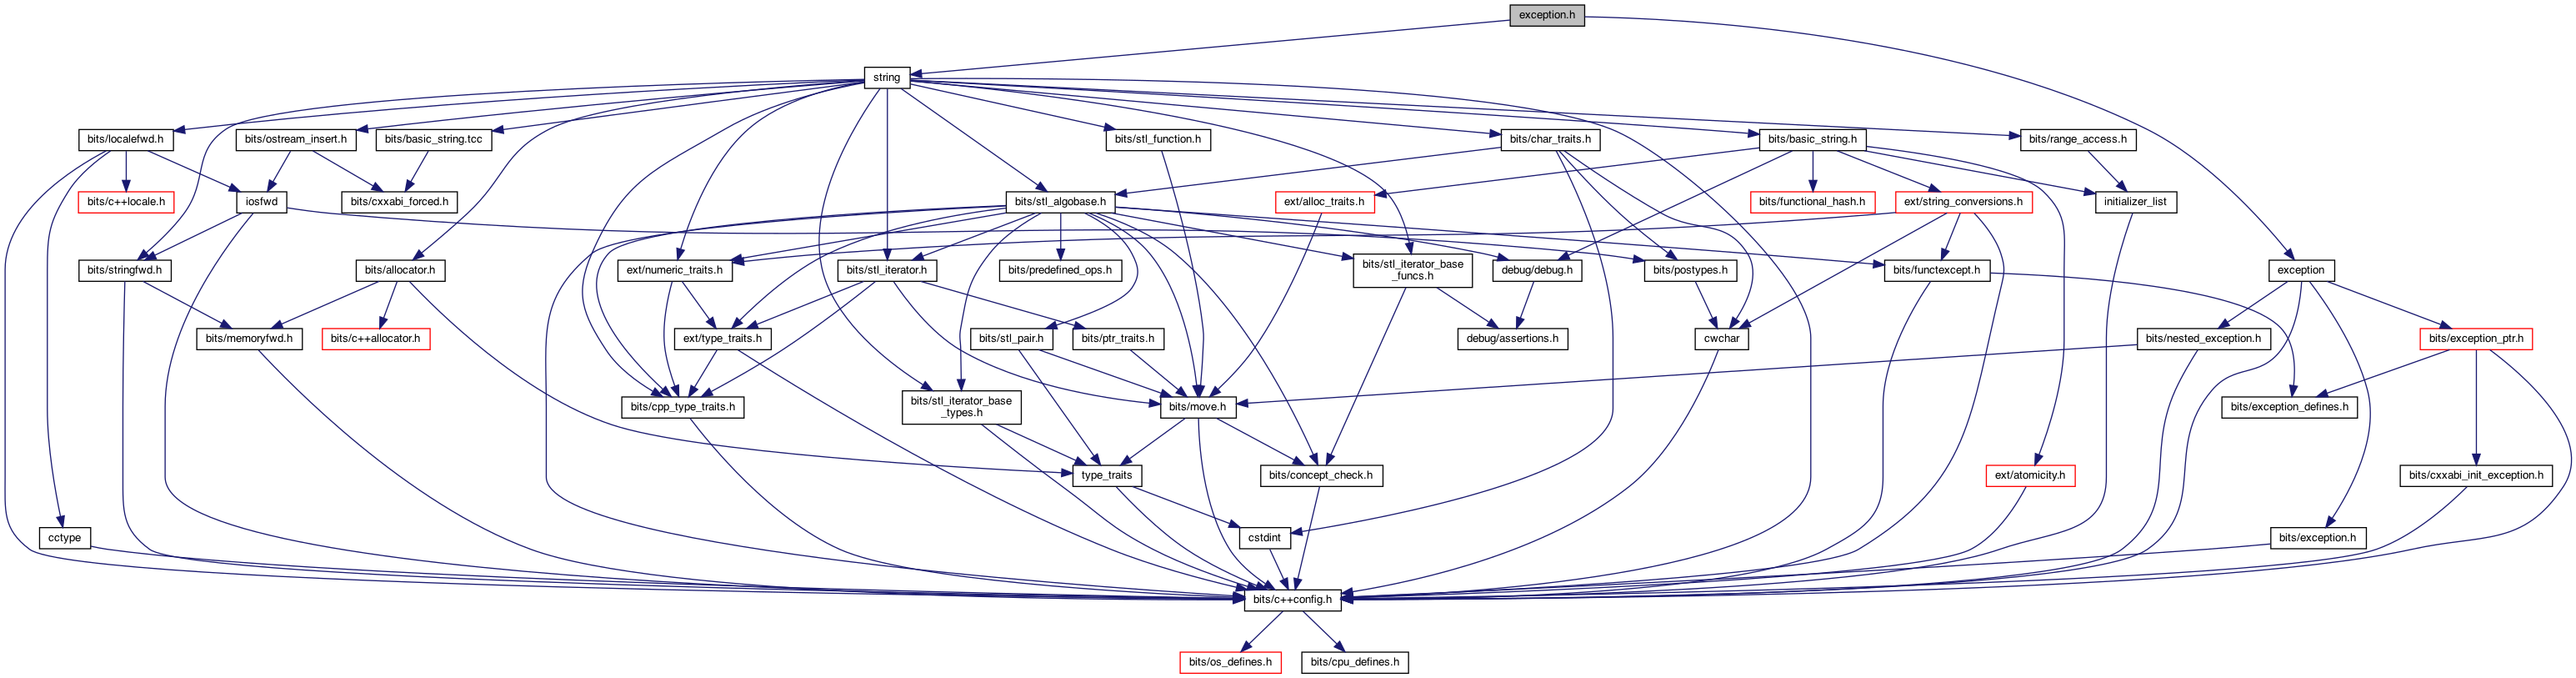 exception.h
string
bits/localefwd.h
bits/ostream_insert.h
bits/basic_string.tcc
bits/stl_function.h
bits/char_traits.h
bits/basic_string.h
bits/range_access.h
bits/c++locale.h
iosfwd
bits/cxxabi_forced.h
bits/stl_algobase.h
ext/alloc_traits.h
bits/functional_hash.h
ext/string_conversions.h
initializer_list
bits/stringfwd.h
bits/allocator.h
ext/numeric_traits.h
bits/stl_iterator.h
bits/predefined_ops.h
bits/stl_iterator_base
_funcs.h
debug/debug.h
bits/postypes.h
bits/functexcept.h
exception
bits/memoryfwd.h
bits/c++allocator.h
ext/type_traits.h
bits/stl_pair.h
bits/ptr_traits.h
debug/assertions.h
cwchar
bits/nested_exception.h
bits/exception_ptr.h
bits/cpp_type_traits.h
bits/stl_iterator_base
_types.h
bits/move.h
bits/exception_defines.h
type_traits
bits/concept_check.h
ext/atomicity.h
bits/cxxabi_init_exception.h
cctype
cstdint
bits/exception.h
bits/c++config.h
bits/os_defines.h
bits/cpu_defines.h